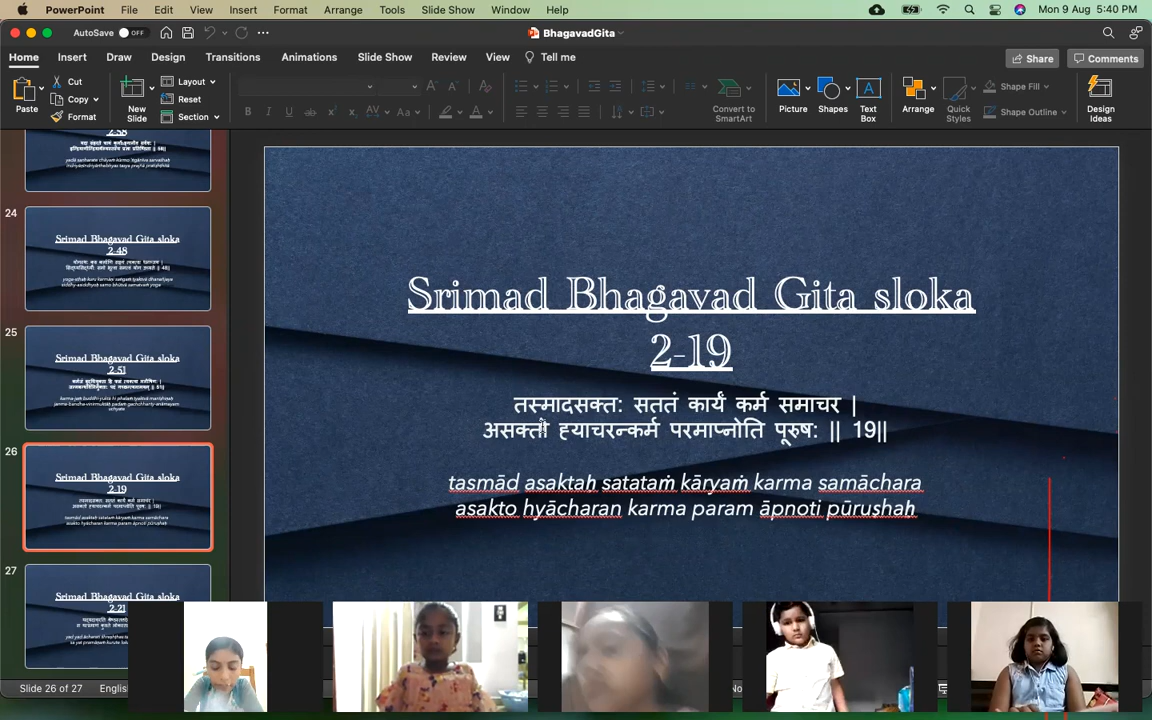 PowerPoint File Edit View Insert Format Arrange Tools Slide Show Window Help Mon 9 Aug 5:40 PM
AutoSave OFF BhagavadGita
Home Insert Draw Design Transitions Animations Slide Show Review View Tell me Share Comments
Paste Cut Copy Format New Slide Layout Reset Section Convert to SmartArt Picture Shapes Text Box Arrange Quick Styles Shape Fill Shape Outline Design Ideas
2.58
24
Srimad Bhagavad Gita sloka
2.48
25
Srimad Bhagavad Gita sloka
2.51
26
Srimad Bhagavad Gita sloka
2-19
27
Srimad Bhagavad Gita sloka
2.21
Srimad Bhagavad Gita sloka
2-19
तस्मादसक्त: सततं कार्यं कर्म समाचर |
असक्तो ह्याचरन्कर्म परमाप्नोति पूरुष: || 19||
tasmād asaktaḥ satataṁ kāryaṁ karma samāchara
asakto hyācharan karma param āpnoti pūruṣhaḥ
Slide 26 of 27